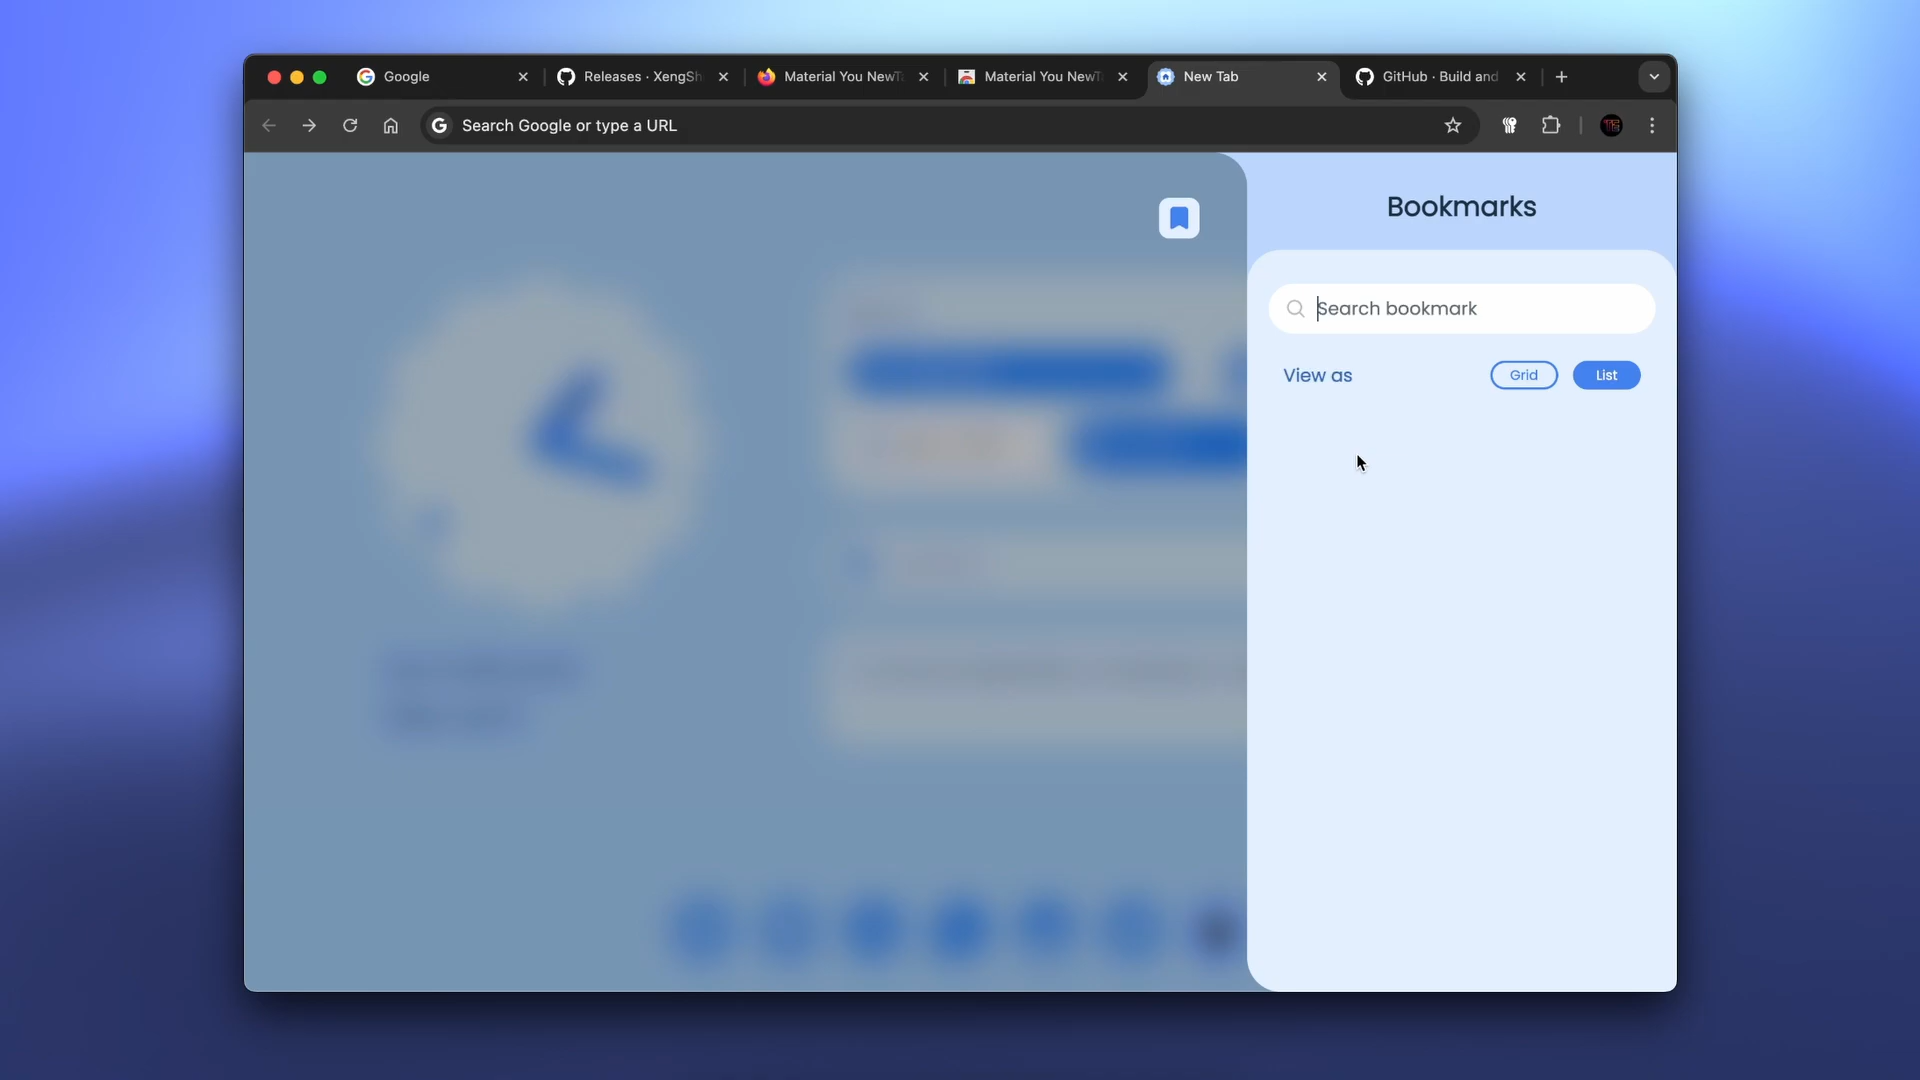 Google
Releases · XengSh
Material You NewT
Material You NewT
New Tab
GitHub · Build and
Search Google or type a URL
Bookmarks
Search bookmark
View as
Grid
List